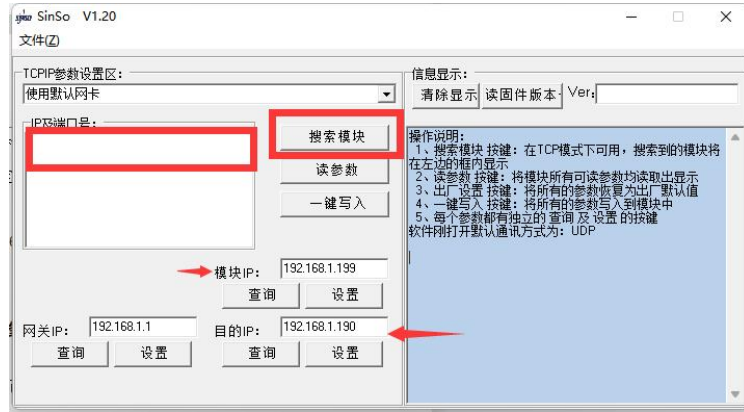 SinSo V1.20
文件(Z)
TCPIP参数设置区：
使用默认网卡
IP及端口号：
搜索模块
读参数
一键写入
模块IP： 192.168.1.199
查询 设置
网关IP： 192.168.1.1
查询 设置
目的IP： 192.168.1.190
查询 设置
信息显示：
清除显示 读固件版本 Ver:
操作说明：
1、搜索模块 按键：在TCP模式下可用，搜索到的模块将
在左边的框内显示
2、读参数 按键：将模块所有可读参数均读取出显示
3、出厂设置 按键：将所有的参数恢复为出厂默认值
4、一键写入 按键：将所有的参数写入到模块中
5、每个参数都有独立的 查询 及 设置 的按键
软件刚打开默认通讯方式为：UDP